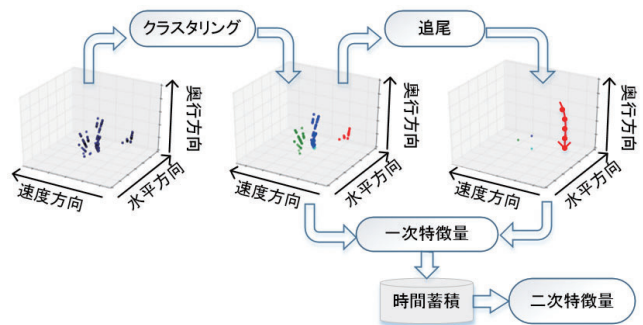 クラスタリング
追尾
奥行方向
水平方向
速度方向
奥行方向
水平方向
速度方向
奥行方向
水平方向
速度方向
一次特徴量
時間蓄積
二次特徴量